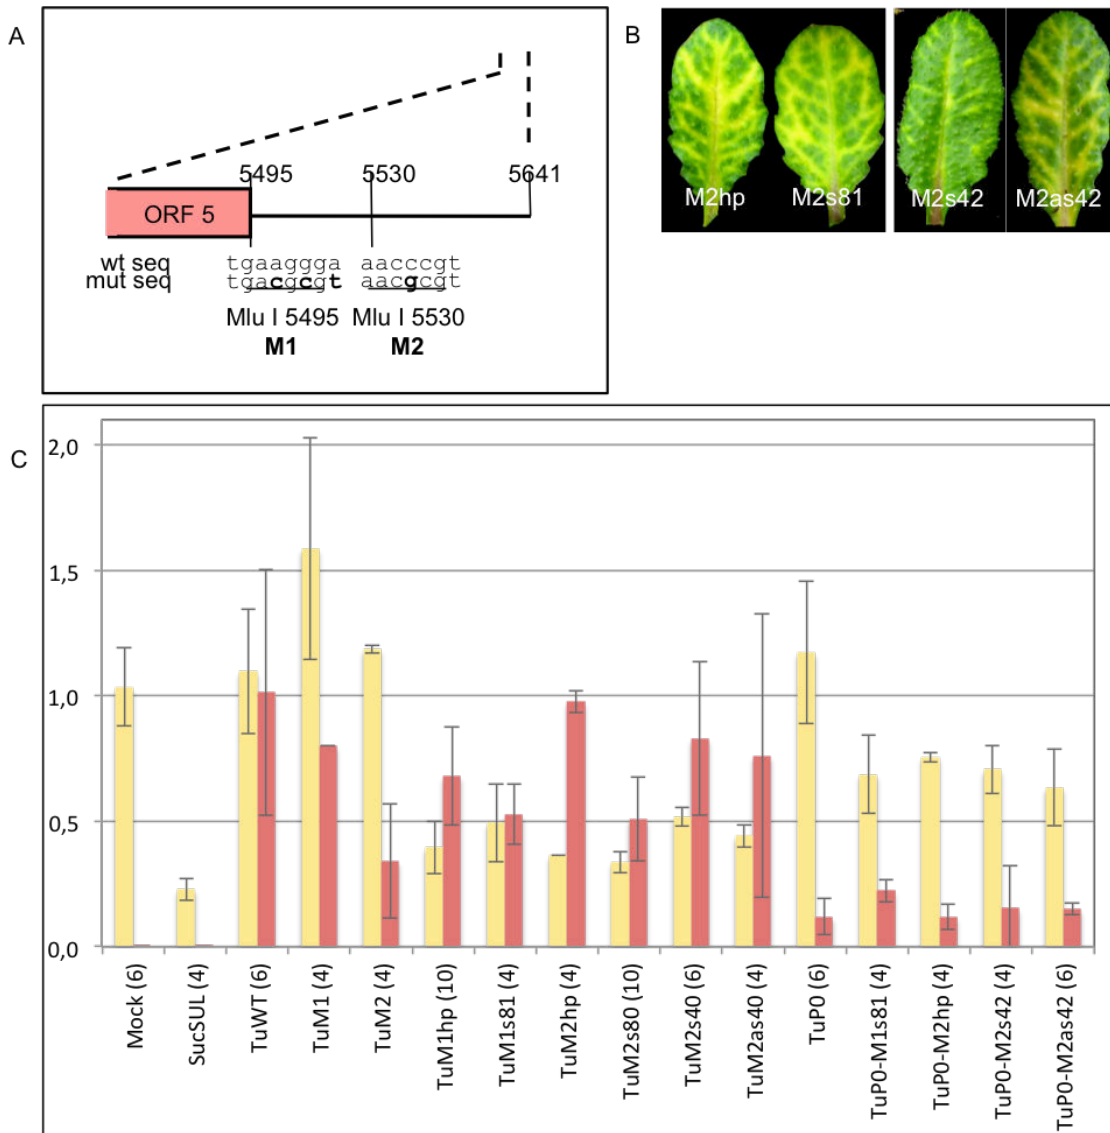 A
5495 5530 5641
ORF 5
wt seq tgaaggga aacccgt
mut seq tgacgcgt aacgcgt
Mlu I 5495 Mlu I 5530
M1 M2
B
M2hp M2s81 M2s42 M2as42
C
2,0
1,5
1,0
0,5
0,0
Mock (6)
SucSUL (4)
TuWT (6)
TuM1 (4)
TuM2 (4)
TuM1hp (10)
TuM1s81 (4)
TuM2hp (4)
TuM2s80 (10)
TuM2s40 (6)
TuM2as40 (4)
TuP0 (6)
TuP0-M1s81 (4)
TuP0-M2hp (4)
TuP0-M2s42 (4)
TuP0-M2as42 (6)